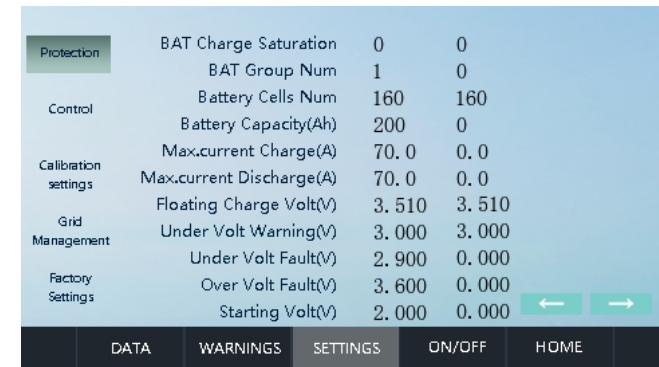 Protection
Control
Calibration
settings
Grid
Management
Factory
Settings
BAT Charge Saturation 0 0
BAT Group Num 1 0
Battery Cells Num 160 160
Battery Capacity(Ah) 200 0
Max.current Charge(A) 70.0 0.0
Max.current Discharge(A) 70.0 0.0
Floating Charge Volt(V) 3.510 3.510
Under Volt Warning(V) 3.000 3.000
Under Volt Fault(V) 2.900 0.000
Over Volt Fault(V) 3.600 0.000
Starting Volt(V) 2.000 0.000
← →
DATA WARNINGS SETTINGS ON/OFF HOME